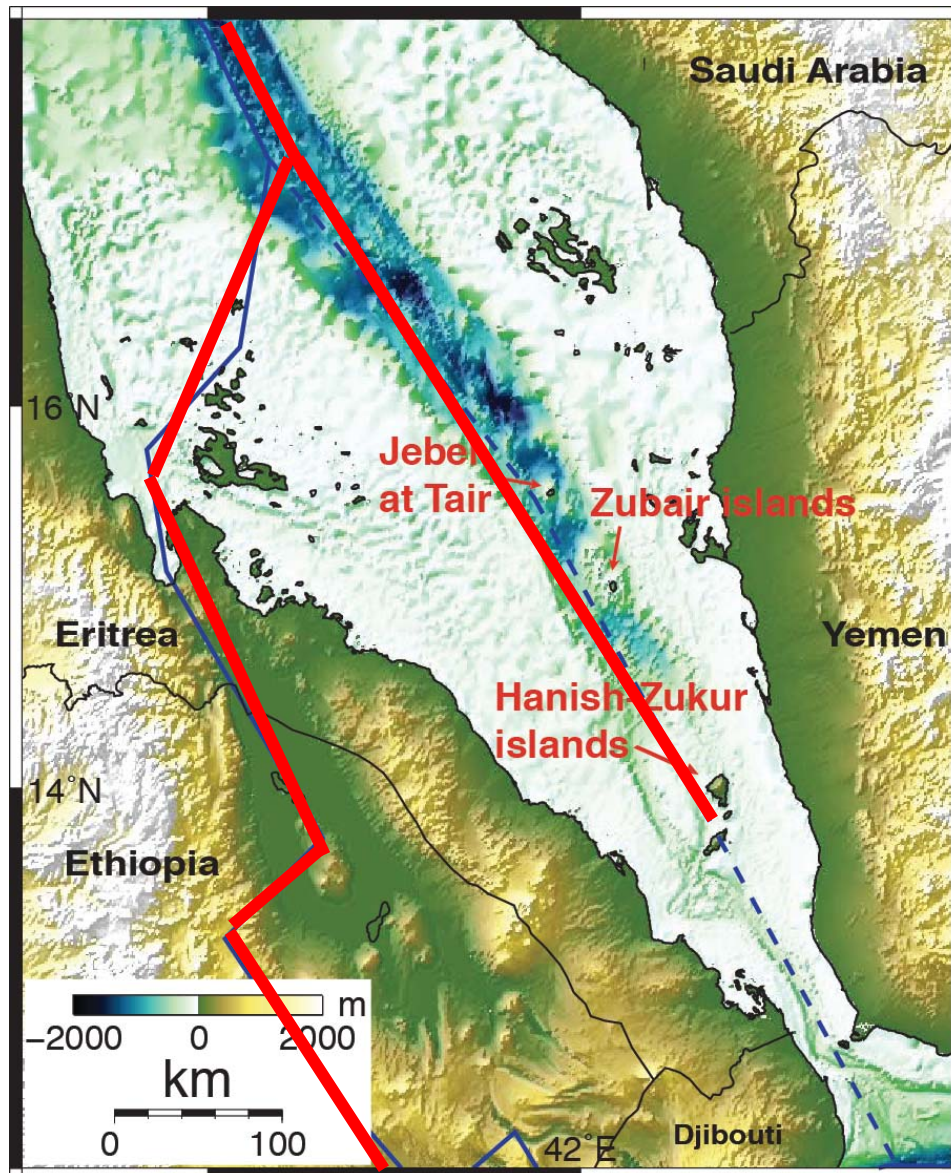 Saudi Arabia
16°N
Jebel
at Tair
Zubair islands
Eritrea
Yemen
Hanish-Zukur
islands
14°N
Ethiopia
m
−2000 0 2000
km
0 100
42°E
Djibouti